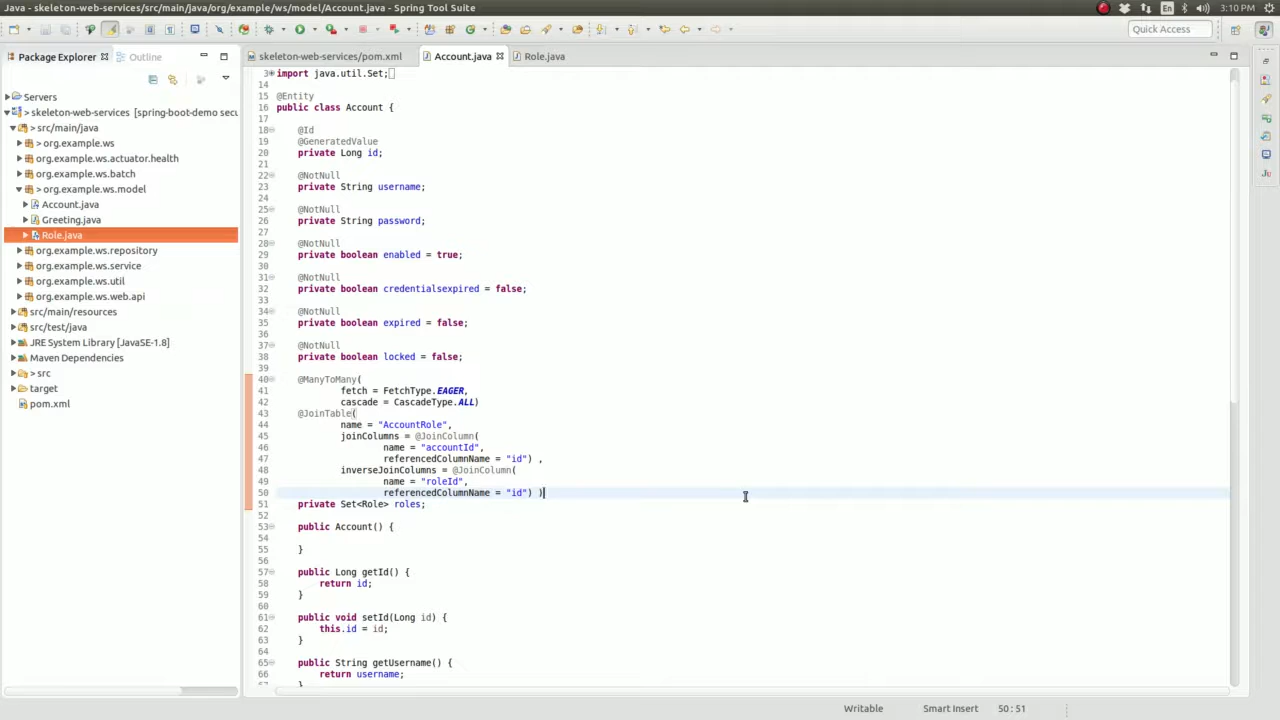 Java - skeleton-web-services/src/main/java/org/example/ws/model/Account.java - Spring Tool Suite
En
3:10 PM
Quick Access
Package Explorer
Outline
Servers
> skeleton-web-services [spring-boot-demo secu
> src/main/java
> org.example.ws
org.example.ws.actuator.health
org.example.ws.batch
> org.example.ws.model
Account.java
Greeting.java
Role.java
org.example.ws.repository
org.example.ws.service
org.example.ws.util
org.example.ws.web.api
src/main/resources
src/test/java
JRE System Library [JavaSE-1.8]
Maven Dependencies
> src
target
pom.xml
skeleton-web-services/pom.xml
Account.java
Role.java
3 import java.util.Set;
14
15 @Entity
16 public class Account {
17
18 @Id
19 @GeneratedValue
20 private Long id;
21
22 @NotNull
23 private String username;
24
25 @NotNull
26 private String password;
27
28 @NotNull
29 private boolean enabled = true;
30
31 @NotNull
32 private boolean credentialsexpired = false;
33
34 @NotNull
35 private boolean expired = false;
36
37 @NotNull
38 private boolean locked = false;
39
40 @ManyToMany(
41 fetch = FetchType.EAGER,
42 cascade = CascadeType.ALL)
43 @JoinTable(
44 name = "AccountRole",
45 joinColumns = @JoinColumn(
46 name = "accountId",
47 referencedColumnName = "id") ,
48 inverseJoinColumns = @JoinColumn(
49 name = "roleId",
50 referencedColumnName = "id") )
51 private Set<Role> roles;
52
53 public Account() {
54
55 }
56
57 public Long getId() {
58 return id;
59 }
60
61 public void setId(Long id) {
62 this.id = id;
63 }
64
65 public String getUsername() {
66 return username;
67 }
Writable
Smart Insert
50 : 51